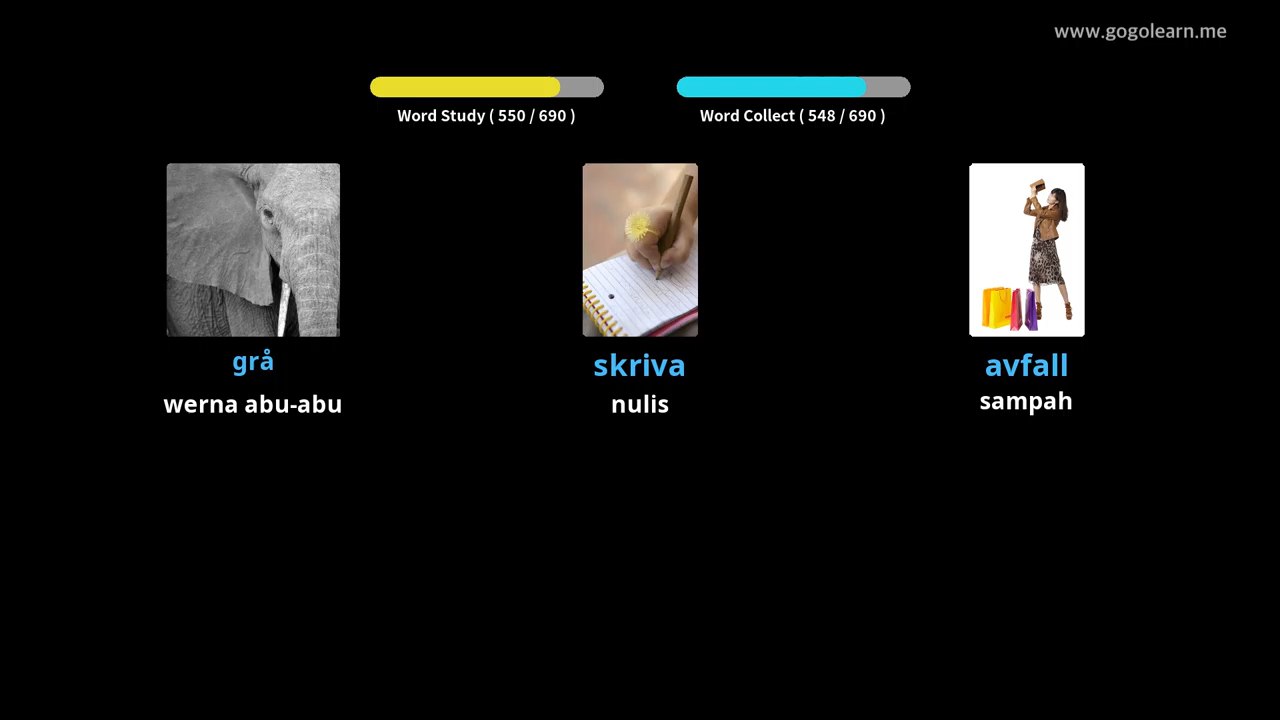 www.gogolearn.me
Word Study ( 550 / 690 )
Word Collect ( 548 / 690 )
grå
skriva
avfall
werna abu-abu
nulis
sampah